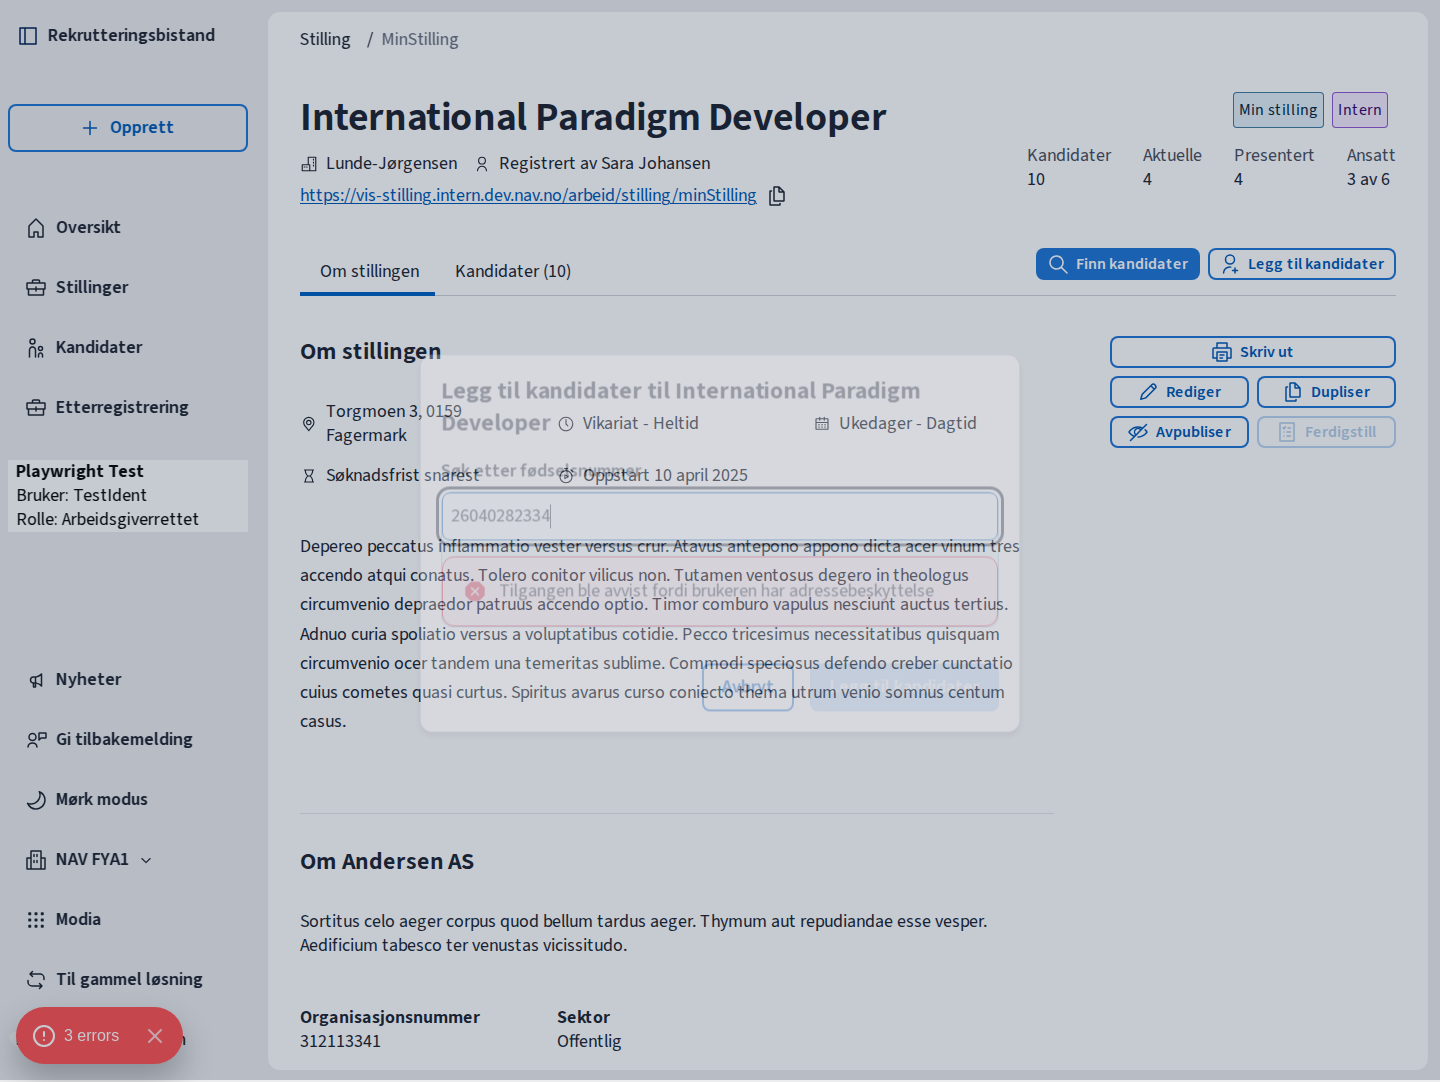 Rekrutteringsbistand
Opprett
Oversikt
Stillinger
Kandidater
Etterregistrering
Playwright Test
Bruker: TestIdent
Rolle: Arbeidsgiverrettet
Nyheter
Gi tilbakemelding
Mørk modus
NAV FYA1
Modia
Til gammel løsning
3 errors
Stilling / MinStilling
International Paradigm Developer
Min stilling Intern
Lunde-Jørgensen Registrert av Sara Johansen
https://vis-stilling.intern.dev.nav.no/arbeid/stilling/minStilling
Kandidater Aktuelle Presentert Ansatt
10 4 4 3 av 6
Om stillingen Kandidater (10)
Finn kandidater Legg til kandidater
Om stillingen
Skriv ut
Rediger Dupliser
Avpubliser Ferdigstill
Torgmoen 3, 0159
Fagermark
Vikariat - Heltid
Ukedager - Dagtid
Søknadsfrist snarest
Oppstart 10 april 2025
Depereo peccatus inflammatio vester versus crur. Atavus antepono appono dicta acer vinum tres
accendo atqui conatus. Tolero conitor vilicus non. Tutamen ventosus degero in theologus
circumvenio depraedor patruus accendo optio. Timor comburo vapulus nesciunt auctus tertius.
Adnuo curia spoliatio versus a voluptatibus cotidie. Pecco tricesimus necessitatibus quisquam
circumvenio ocer tandem una temeritas sublime. Commodi speciosus defendo creber cunctatio
cuius cometes quasi curtus. Spiritus avarus curso coniecto thema utrum venio somnus centum
casus.
Legg til kandidater til International Paradigm
Developer
Søk etter fødselsnummer
26040282334
Tilgangen ble avvist fordi brukeren har adressebeskyttelse
Avbryt
Om Andersen AS
Sortitus celo aeger corpus quod bellum tardus aeger. Thymum aut repudiandae esse vesper.
Aedificium tabesco ter venustas vicissitudo.
Organisasjonsnummer Sektor
312113341 Offentlig